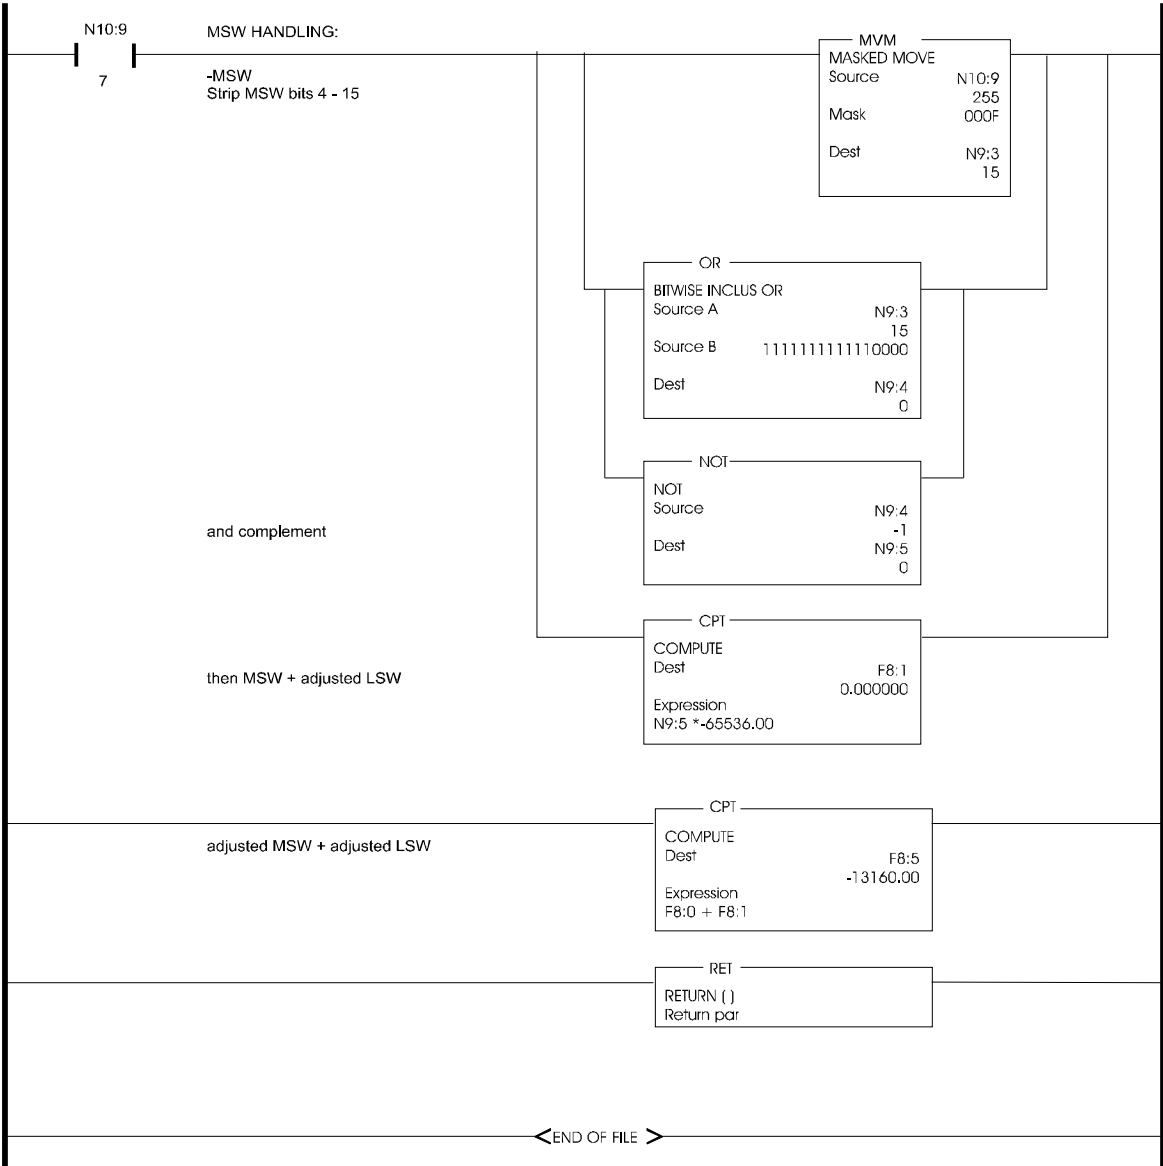 N10:9
7
MSW HANDLING:
-MSW
Strip MSW bits 4 - 15
MVM
MASKED MOVE
Source N10:9
255
Mask 000F
Dest N9:3
15
OR
BITWISE INCLUS OR
Source A N9:3
15
Source B 1111111111110000
Dest N9:4
0
and complement
NOT
NOT
Source N9:4
-1
Dest N9:5
0
then MSW + adjusted LSW
CPT
COMPUTE
Dest F8:1
0.000000
Expression
N9:5 *-65536.00
adjusted MSW + adjusted LSW
CPT
COMPUTE
Dest F8:5
-13160.00
Expression
F8:0 + F8:1
RET
RETURN ( )
Return par
<END OF FILE >